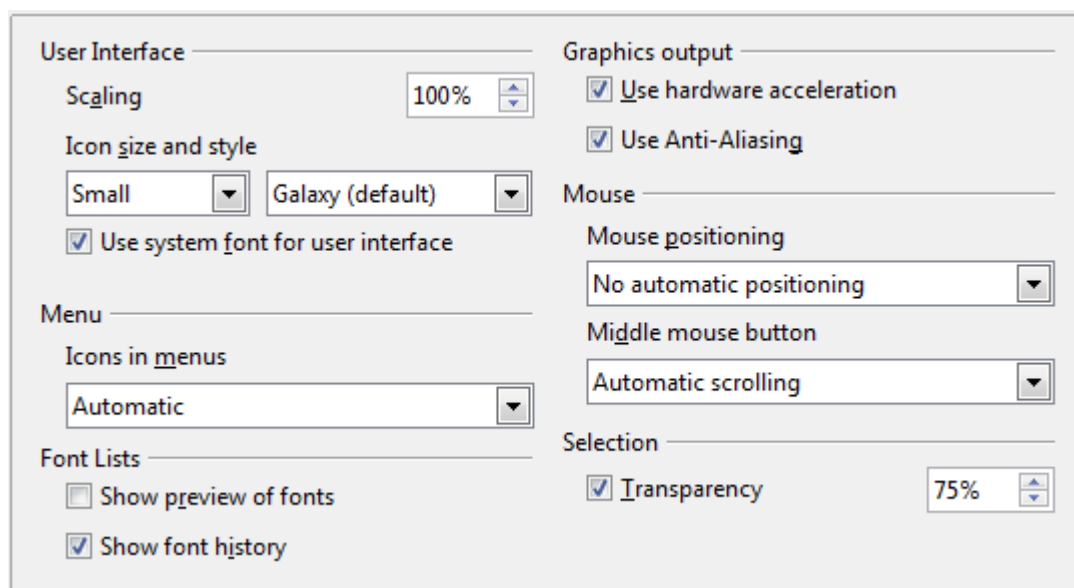 User Interface
Scaling 100%
Icon size and style
Small Galaxy (default)
Use system font for user interface
Menu
Icons in menus
Automatic
Font Lists
Show preview of fonts
Show font history
Graphics output
Use hardware acceleration
Use Anti-Aliasing
Mouse
Mouse positioning
No automatic positioning
Middle mouse button
Automatic scrolling
Selection
Transparency 75%